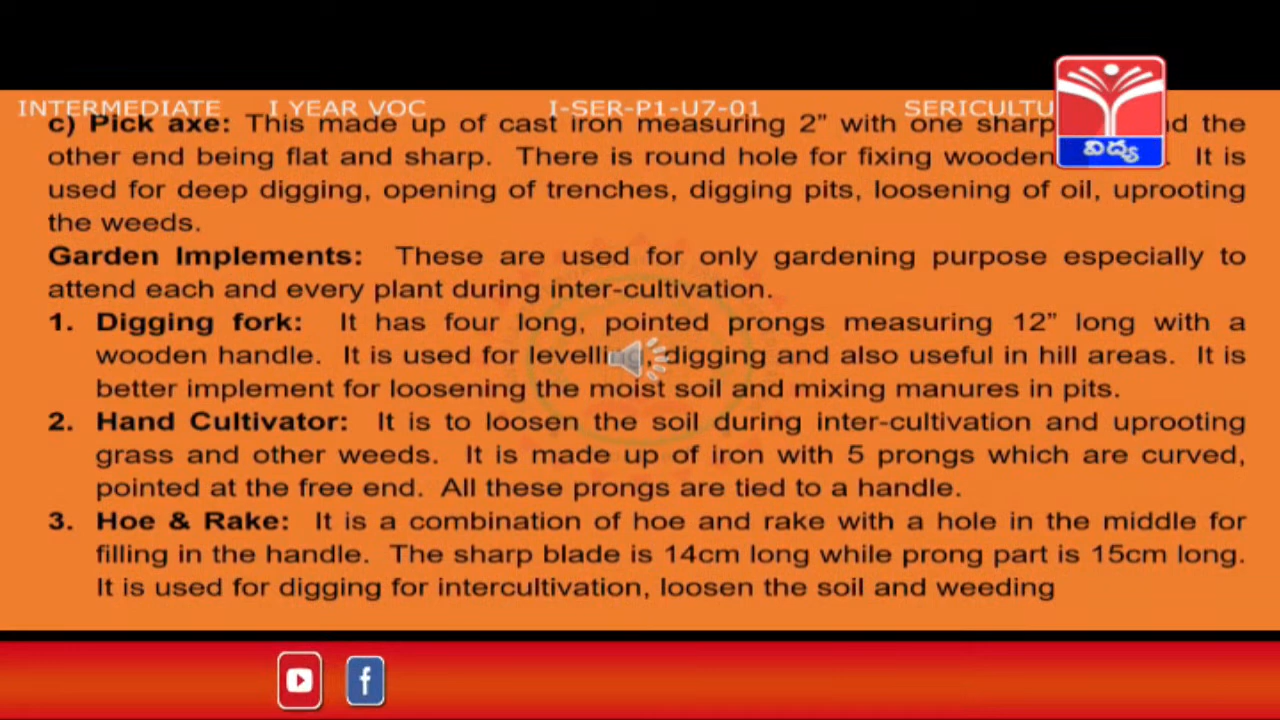 INTERMEDIATE I YEAR VOC I-SER-P1-U7-01 SERICULTU
విద్య
c) Pick axe: This made up of cast iron measuring 2” with one sharp the
other end being flat and sharp. There is round hole for fixing wooden . It is
used for deep digging, opening of trenches, digging pits, loosening of oil, uprooting
the weeds.
Garden Implements: These are used for only gardening purpose especially to
attend each and every plant during inter-cultivation.
1. Digging fork: It has four long, pointed prongs measuring 12” long with a
wooden handle. It is used for levelling, digging and also useful in hill areas. It is
better implement for loosening the moist soil and mixing manures in pits.
2. Hand Cultivator: It is to loosen the soil during inter-cultivation and uprooting
grass and other weeds. It is made up of iron with 5 prongs which are curved,
pointed at the free end. All these prongs are tied to a handle.
3. Hoe & Rake: It is a combination of hoe and rake with a hole in the middle for
filling in the handle. The sharp blade is 14cm long while prong part is 15cm long.
It is used for digging for intercultivation, loosen the soil and weeding